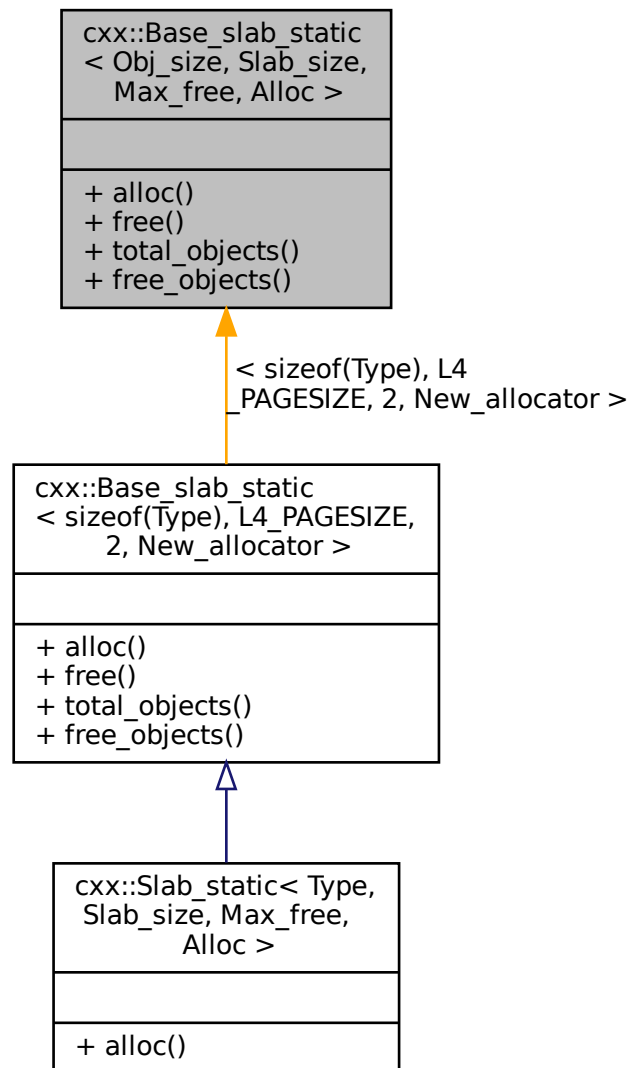 cxx::Base_slab_static
< Obj_size, Slab_size,
Max_free, Alloc >
+ alloc()
+ free()
+ total_objects()
+ free_objects()
< sizeof(Type), L4
_PAGESIZE, 2, New_allocator >
cxx::Base_slab_static
< sizeof(Type), L4_PAGESIZE,
2, New_allocator >
+ alloc()
+ free()
+ total_objects()
+ free_objects()
cxx::Slab_static< Type,
Slab_size, Max_free,
Alloc >
+ alloc()